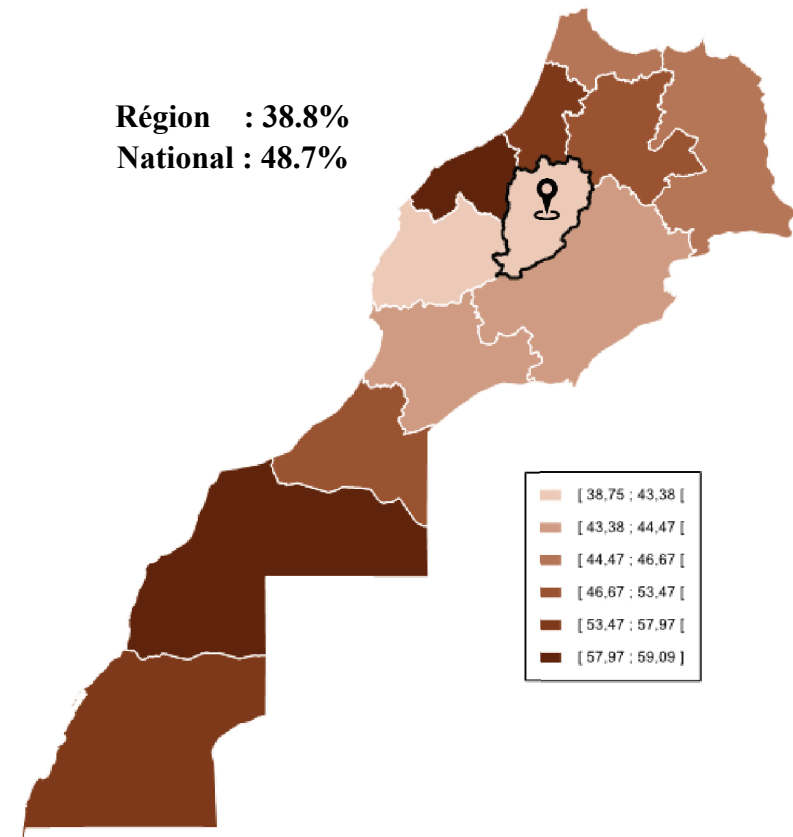 Région : 38.8%
National : 48.7%
[ 38,75 ; 43,38 [
[ 43,38 ; 44,47 [
[ 44,47 ; 46,67 [
[ 46,67 ; 53,47 [
[ 53,47 ; 57,97 [
[ 57,97 ; 59,09 ]